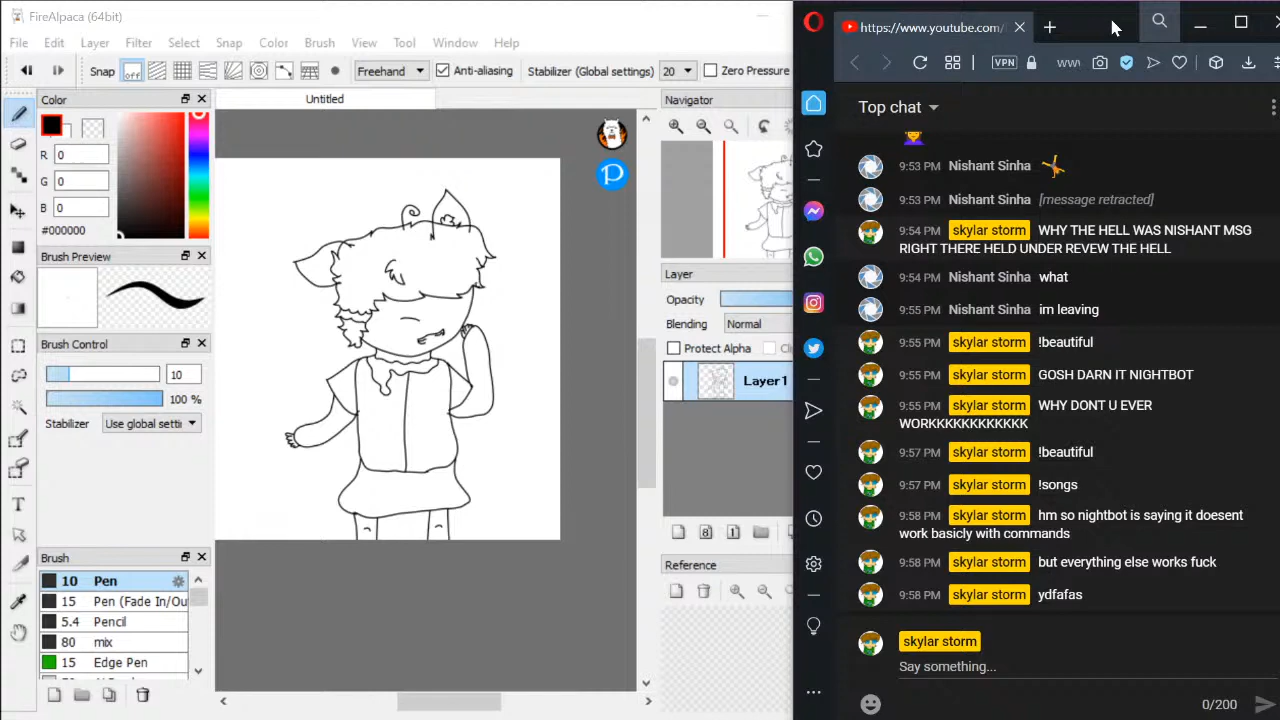 FireAlpaca (64bit)
File Edit Layer Filter Select Snap Color Brush View Tool Window Help
Snap off Freehand Anti-aliasing Stabilizer (Global settings) 20 Zero Pressure
Color
R 0
G 0
B 0
#000000
Brush Preview
Brush Control
10
100 %
Stabilizer Use global setti
Brush
10 Pen
15 Pen (Fade In/Ou
5.4 Pencil
80 mix
15 Edge Pen
Untitled
Navigator
Layer
Opacity
Blending Normal
Protect Alpha
Layer1
8 1
Reference
https://www.youtube.com/
VPN
Top chat
9:53 PM Nishant Sinha
9:53 PM Nishant Sinha [message retracted]
9:54 PM skylar storm WHY THE HELL WAS NISHANT MSG
RIGHT THERE HELD UNDER REVEW THE HELL
9:54 PM Nishant Sinha what
9:55 PM Nishant Sinha im leaving
9:55 PM skylar storm !beautiful
9:55 PM skylar storm GOSH DARN IT NIGHTBOT
9:55 PM skylar storm WHY DONT U EVER
WORKKKKKKKKKKKK
9:57 PM skylar storm !beautiful
9:57 PM skylar storm !songs
9:58 PM skylar storm hm so nightbot is saying it doesent
work basicly with commands
9:58 PM skylar storm but everything else works fuck
9:58 PM skylar storm ydfafas
skylar storm
Say something...
0/200